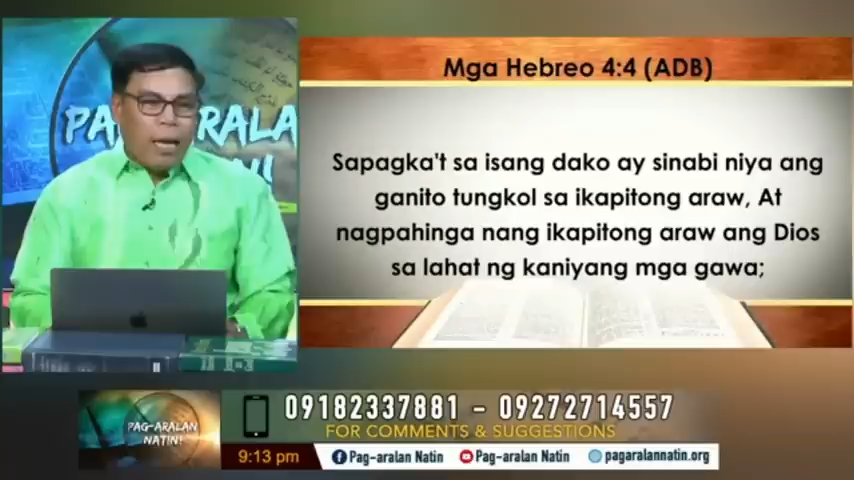 PAG-ARALAN
Mga Hebreo 4:4 (ADB)
Sapagka't sa isang dako ay sinabi niya ang
ganito tungkol sa ikapitong araw, At
nagpahinga nang ikapitong araw ang Dios
sa lahat ng kaniyang mga gawa;
PAG-ARALAN
NATIN!
09182337881 - 09272714557
FOR COMMENTS & SUGGESTIONS
9:13 pm
Pag-aralan Natin
Pag-aralan Natin
pagaralannatin.org